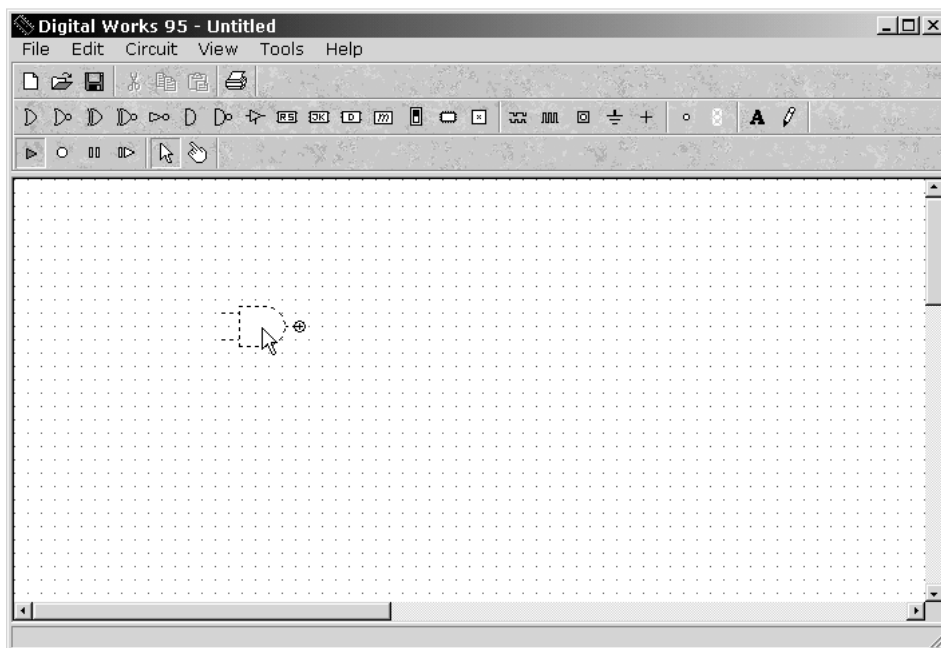 Digital Works 95 - Untitled
File Edit Circuit View Tools Help
RS JK D m
A